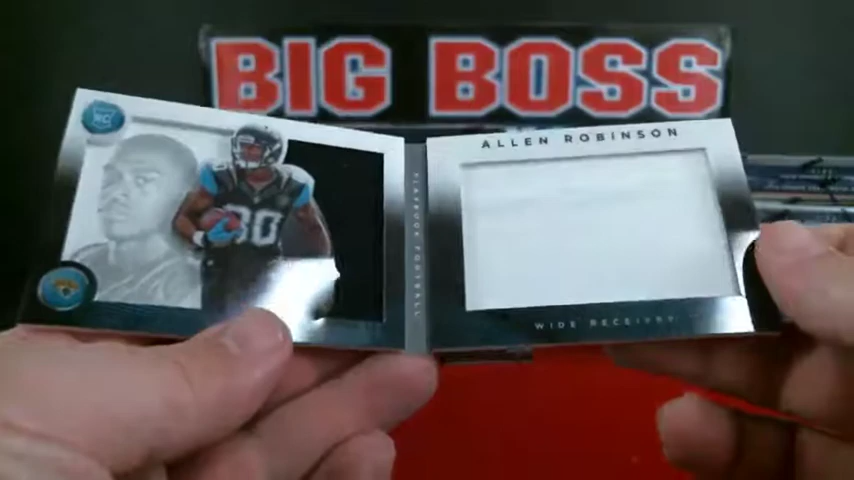 BIG BOSS
RC
ALLEN ROBINSON
80
PLAYBOOK FOOTBALL
WIDE RECEIVER